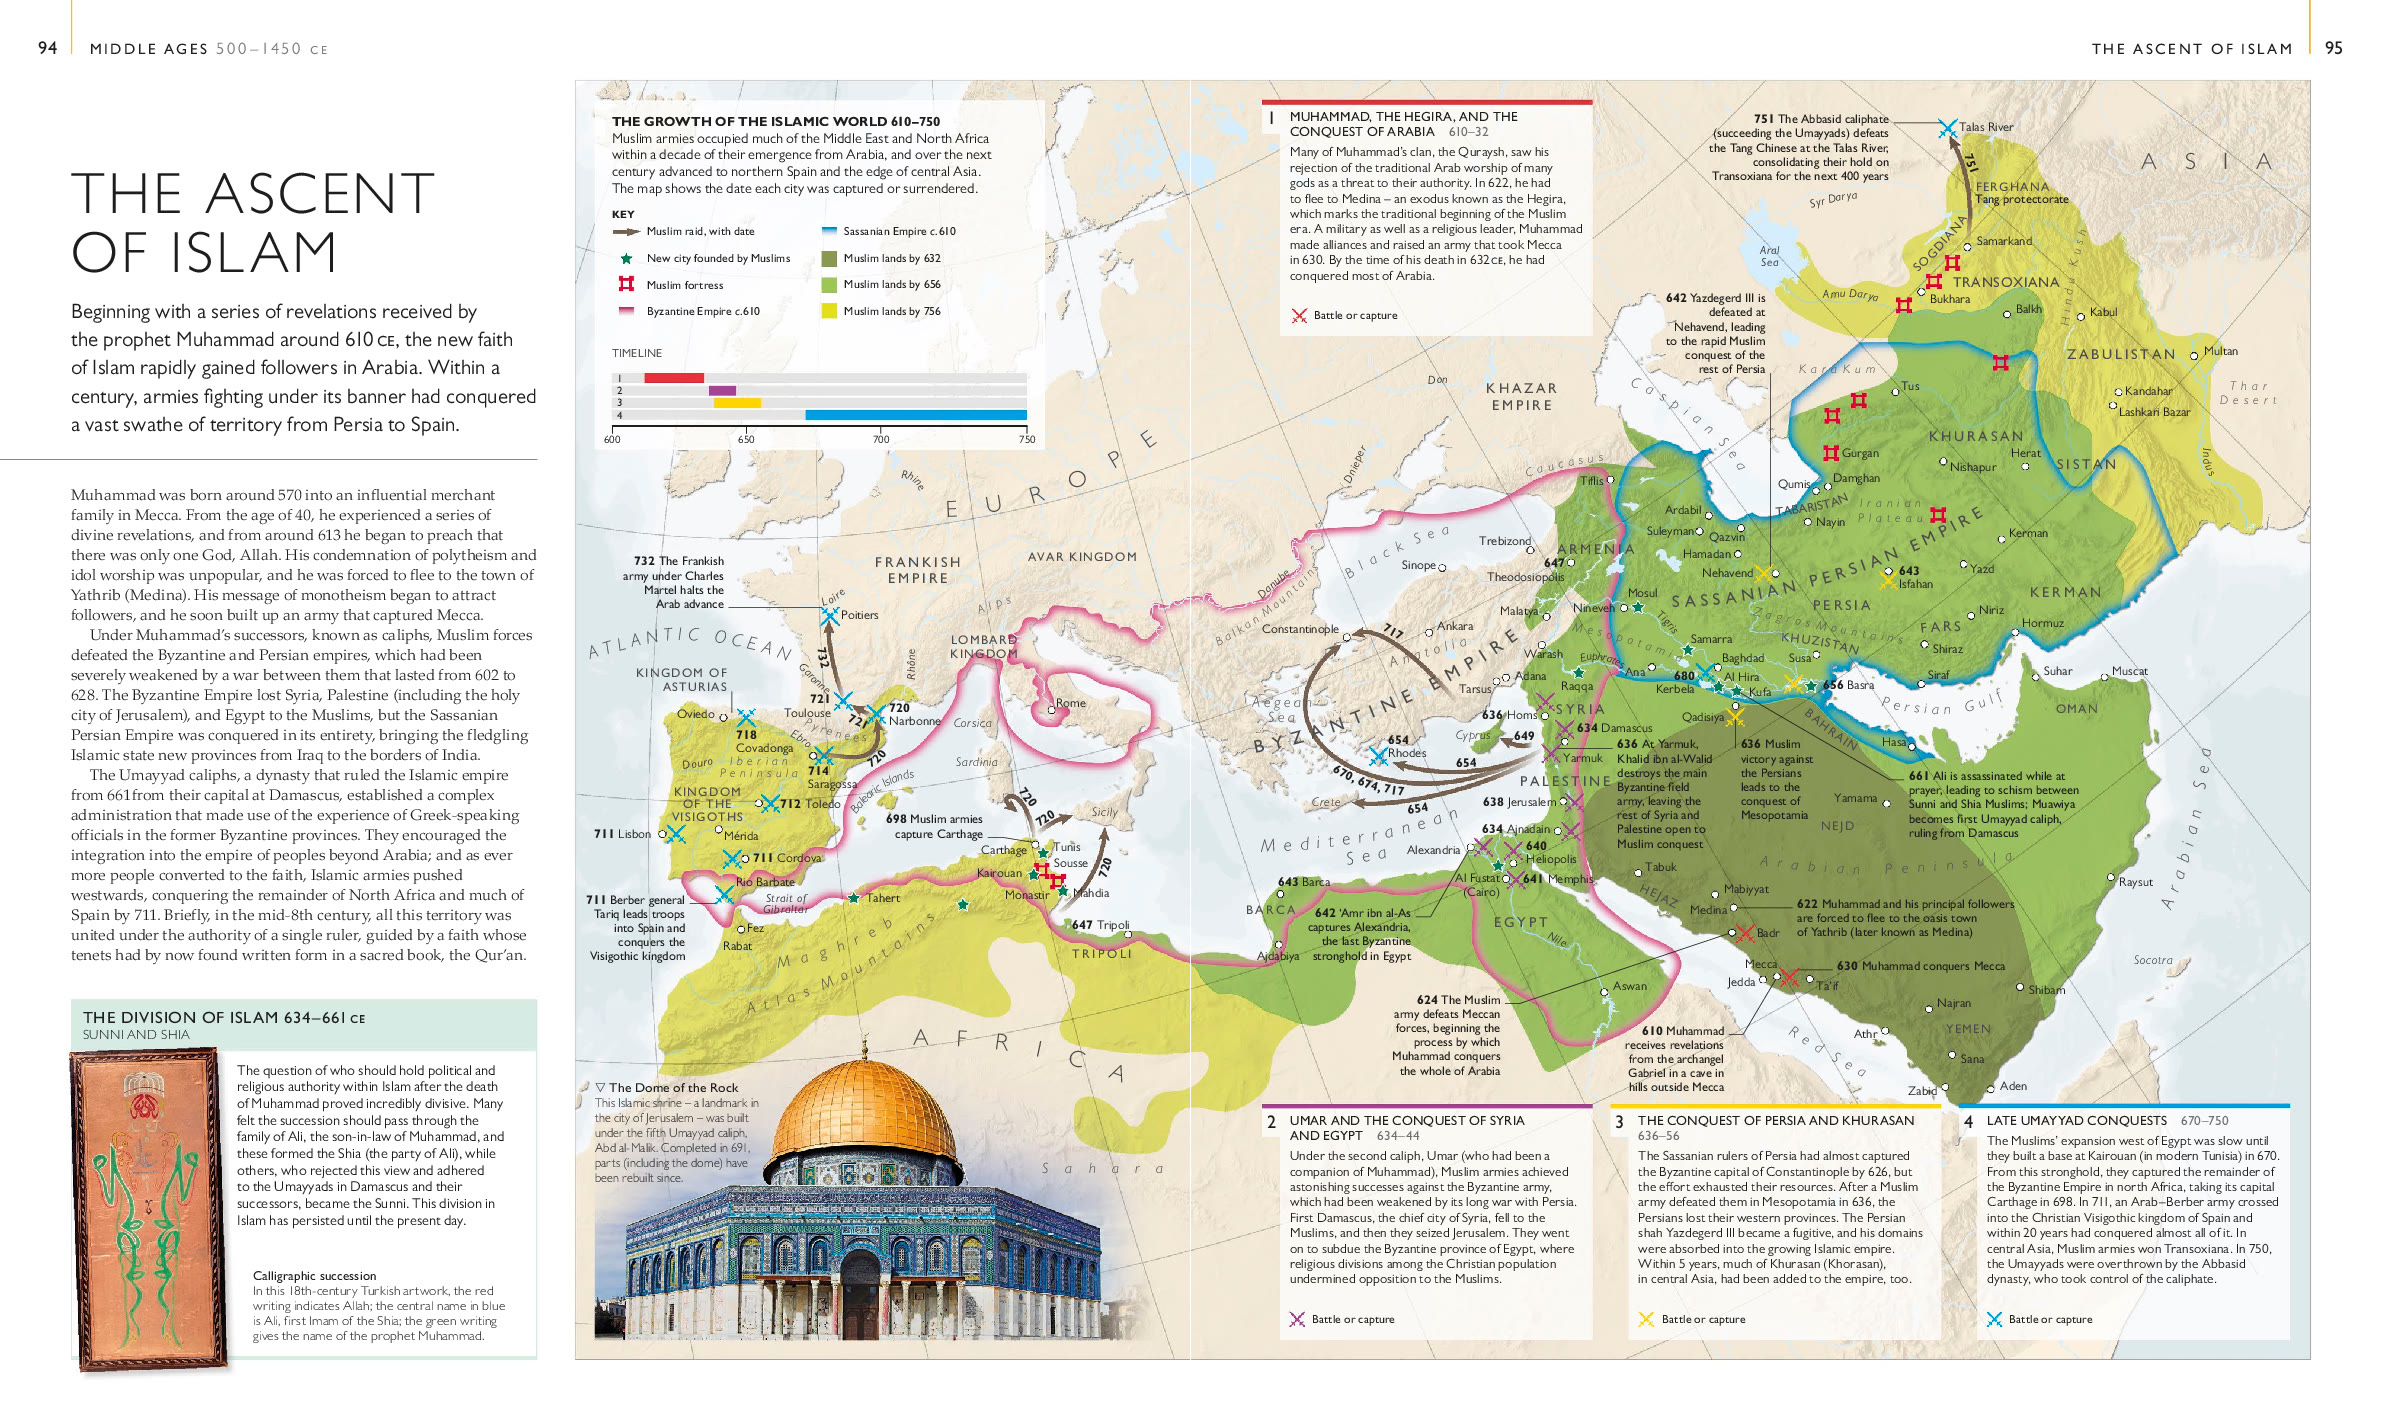 94
MIDDLE AGES 500–1450 CE
THE ASCENT OF ISLAM
95
THE ASCENT
OF ISLAM
Beginning with a series of revelations received by
the prophet Muhammad around 610 CE, the new faith
of Islam rapidly gained followers in Arabia. Within a
century, armies fighting under its banner had conquered
a vast swathe of territory from Persia to Spain.
Muhammad was born around 570 into an influential merchant
family in Mecca. From the age of 40, he experienced a series of
divine revelations, and from around 613 he began to preach that
there was only one God, Allah. His condemnation of polytheism and
idol worship was unpopular, and he was forced to flee to the town of
Yathrib (Medina). His message of monotheism began to attract
followers, and he soon built up an army that captured Mecca.
Under Muhammad's successors, known as caliphs, Muslim forces
defeated the Byzantine and Persian empires, which had been
severely weakened by a war between them that lasted from 602 to
628. The Byzantine Empire lost Syria, Palestine (including the holy
city of Jerusalem), and Egypt to the Muslims, but the Sassanian
Persian Empire was conquered in its entirety, bringing the fledgling
Islamic state new provinces from Iraq to the borders of India.
The Umayyad caliphs, a dynasty that ruled the Islamic empire
from 661 from their capital at Damascus, established a complex
administration that made use of the experience of Greek-speaking
officials in the former Byzantine provinces. They encouraged the
integration into the empire of peoples beyond Arabia; and as ever
more people converted to the faith, Islamic armies pushed
westwards, conquering the remainder of North Africa and much of
Spain by 711. Briefly, in the mid-8th century, all this territory was
united under the authority of a single ruler, guided by a faith whose
tenets had by now found written form in a sacred book, the Qur'an.
THE DIVISION OF ISLAM 634–661 CE
SUNNI AND SHIA
The question of who should hold political and
religious authority within Islam after the death
of Muhammad proved incredibly divisive. Many
felt the succession should pass through the
family of Ali, the son-in-law of Muhammad, and
these formed the Shia (the party of Ali), while
others, who rejected this view and adhered
to the Umayyads in Damascus and their
successors, became the Sunni. This division in
Islam has persisted until the present day.
Calligraphic succession
In this 18th-century Turkish artwork, the red
writing indicates Allah; the central name in blue
is Ali, first Imam of the Shia; the green writing
gives the name of the prophet Muhammad.
THE GROWTH OF THE ISLAMIC WORLD 610–750
Muslim armies occupied much of the Middle East and North Africa
within a decade of their emergence from Arabia, and over the next
century advanced to northern Spain and the edge of central Asia.
The map shows the date each city was captured or surrendered.
KEY
Muslim raid, with date
New city founded by Muslims
Muslim fortress
Byzantine Empire c.610
Sassanian Empire c.610
Muslim lands by 632
Muslim lands by 656
Muslim lands by 756
TIMELINE
1
2
3
4
600 650 700 750
1 MUHAMMAD, THE HEGIRA, AND THE
CONQUEST OF ARABIA 610–32
Many of Muhammad's clan, the Quraysh, saw his
rejection of the traditional Arab worship of many
gods as a threat to their authority. In 622, he had
to flee to Medina – an exodus known as the Hegira,
which marks the traditional beginning of the Muslim
era. A military as well as a religious leader, Muhammad
made alliances and raised an army that took Mecca
in 630. By the time of his death in 632 CE, he had
conquered most of Arabia.
Battle or capture
751 The Abbasid caliphate
(succeeding the Umayyads) defeats
the Tang Chinese at the Talas River,
consolidating their hold on
Transoxiana for the next 400 years
Talas River
751
ASIA
FERGHANA
Tang protectorate
Syr Darya
Aral
Sea
SOGDIANA
Samarkand
TRANSOXIANA
Amu Darya
Bukhara
Balkh
Hindu Kush
Kabul
ZABULISTAN
Multan
Kandahar
Lashkari Bazar
Thar
Desert
Indus
642 Yazdegerd III is
defeated at
Nehavend, leading
to the rapid Muslim
conquest of the
rest of Persia
Kara Kum
Tus
KHURASAN
Herat
Nishapur
SISTAN
Gurgan
Damghan
Qumis
TABARISTAN
Iranian
Plateau
Nayin
Caspian Sea
Don
KHAZAR
EMPIRE
Dnieper
Caucasus
Tiflis
Ardabil
Suleyman
Qazvin
Hamadan
Nehavend
Kerman
643
Isfahan
Yazd
SASSANIAN PERSIAN EMPIRE
PERSIA
KERMAN
Zagros Mountains
KHUZISTAN
FARS
Niriz
Hormuz
Shiraz
Siraf
Susa
Suhar
Muscat
OMAN
Persian Gulf
BAHRAIN
Hasa
EUROPE
Rhine
FRANKISH
EMPIRE
AVAR KINGDOM
732 The Frankish
army under Charles
Martel halts the
Arab advance
Loire
Poitiers
732
ATLANTIC OCEAN
Alps
LOMBARD
KINGDOM
Rhône
Garonne
KINGDOM OF
ASTURIAS
Oviedo
718
Covadonga
721
Toulouse
721
720
Narbonne
Pyrenees
Ebro
720
Douro
Iberian
Peninsula
714
Saragossa
KINGDOM
OF THE
VISIGOTHS
712 Toledo
Balearic Islands
711 Lisbon
Mérida
711 Cordova
Rio Barbate
Strait of
Gibraltar
711 Berber general
Tariq leads troops
into Spain and
conquers the
Visigothic kingdom
Fez
Rabat
Tahert
Maghreb
Atlas Mountains
Corsica
Sardinia
Rome
698 Muslim armies
capture Carthage
720
720
Sicily
Carthage
Tunis
Sousse
Kairouan
Monastir
Mahdia
720
647 Tripoli
TRIPOLI
AFRICA
Sahara
Danube
Balkan Mountains
Black Sea
Sinope
Trebizond
ARMENIA
647
Theodosiopolis
Constantinople
717
Ankara
Anatolia
Malatya
Nineveh
Mosul
Mesopotamia
Tigris
Warash
Euphrates
Raqqa
Ana
Samarra
Baghdad
680
Kerbela
Al Hira
Kufa
656 Basra
Qadisiya
BYZANTINE EMPIRE
Tarsus
Adana
Aegean
Sea
SYRIA
636 Homs
634 Damascus
Yarmuk
Cyprus
649
654
Rhodes
654
670, 674, 717
654
Crete
PALESTINE
638 Jerusalem
634 Ajnadain
Mediterranean
Sea
Alexandria
640
Heliopolis
Al Fustat
(Cairo)
641 Memphis
643 Barca
BARCA
Ajdabiya
642 'Amr ibn al-As
captures Alexandria,
the last Byzantine
stronghold in Egypt
EGYPT
Nile
Aswan
636 At Yarmuk,
Khalid ibn al-Walid
destroys the main
Byzantine field
army, leaving the
rest of Syria and
Palestine open to
Muslim conquest
636 Muslim
victory against
the Persians
leads to the
conquest of
Mesopotamia
661 Ali is assassinated while at
prayer, leading to schism between
Sunni and Shia Muslims; Muawiya
becomes first Umayyad caliph,
ruling from Damascus
Yamama
NEJD
Arabian Peninsula
Tabuk
HEJAZ
Mabiyyat
Medina
622 Muhammad and his principal followers
are forced to flee to the oasis town
of Yathrib (later known as Medina)
Badr
Mecca
630 Muhammad conquers Mecca
Jedda
Ta'if
624 The Muslim
army defeats Meccan
forces, beginning the
process by which
Muhammad conquers
the whole of Arabia
610 Muhammad
receives revelations
from the archangel
Gabriel in a cave in
hills outside Mecca
Red Sea
Athr
Najran
YEMEN
Sana
Zabid
Aden
Shibam
Raysut
Arabian Sea
Socotra
▽ The Dome of the Rock
This Islamic shrine – a landmark in
the city of Jerusalem – was built
under the fifth Umayyad caliph,
Abd al-Malik. Completed in 691,
parts (including the dome) have
been rebuilt since.
2 UMAR AND THE CONQUEST OF SYRIA
AND EGYPT 634–44
Under the second caliph, Umar (who had been a
companion of Muhammad), Muslim armies achieved
astonishing successes against the Byzantine army,
which had been weakened by its long war with Persia.
First Damascus, the chief city of Syria, fell to the
Muslims, and then they seized Jerusalem. They went
on to subdue the Byzantine province of Egypt, where
religious divisions among the Christian population
undermined opposition to the Muslims.
Battle or capture
3 THE CONQUEST OF PERSIA AND KHURASAN
636–56
The Sassanian rulers of Persia had almost captured
the Byzantine capital of Constantinople by 626, but
the effort exhausted their resources. After a Muslim
army defeated them in Mesopotamia in 636, the
Persians lost their western provinces. The Persian
shah Yazdegerd III became a fugitive, and his domains
were absorbed into the growing Islamic empire.
Within 5 years, much of Khurasan (Khorasan),
in central Asia, had been added to the empire, too.
Battle or capture
4 LATE UMAYYAD CONQUESTS 670–750
The Muslims' expansion west of Egypt was slow until
they built a base at Kairouan (in modern Tunisia) in 670.
From this stronghold, they captured the remainder of
the Byzantine Empire in north Africa, taking its capital
Carthage in 698. In 711, an Arab–Berber army crossed
into the Christian Visigothic kingdom of Spain and
within 20 years had conquered almost all of it. In
central Asia, Muslim armies won Transoxiana. In 750,
the Umayyads were overthrown by the Abbasid
dynasty, who took control of the caliphate.
Battle or capture